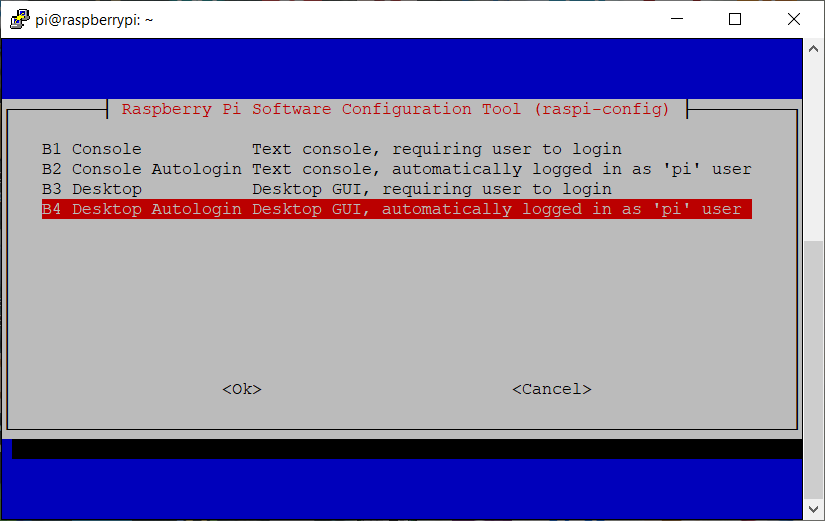 pi@raspberrypi: ~
Raspberry Pi Software Configuration Tool (raspi-config)
B1 Console Text console, requiring user to login
B2 Console Autologin Text console, automatically logged in as 'pi' user
B3 Desktop Desktop GUI, requiring user to login
B4 Desktop Autologin Desktop GUI, automatically logged in as 'pi' user
<Ok> <Cancel>